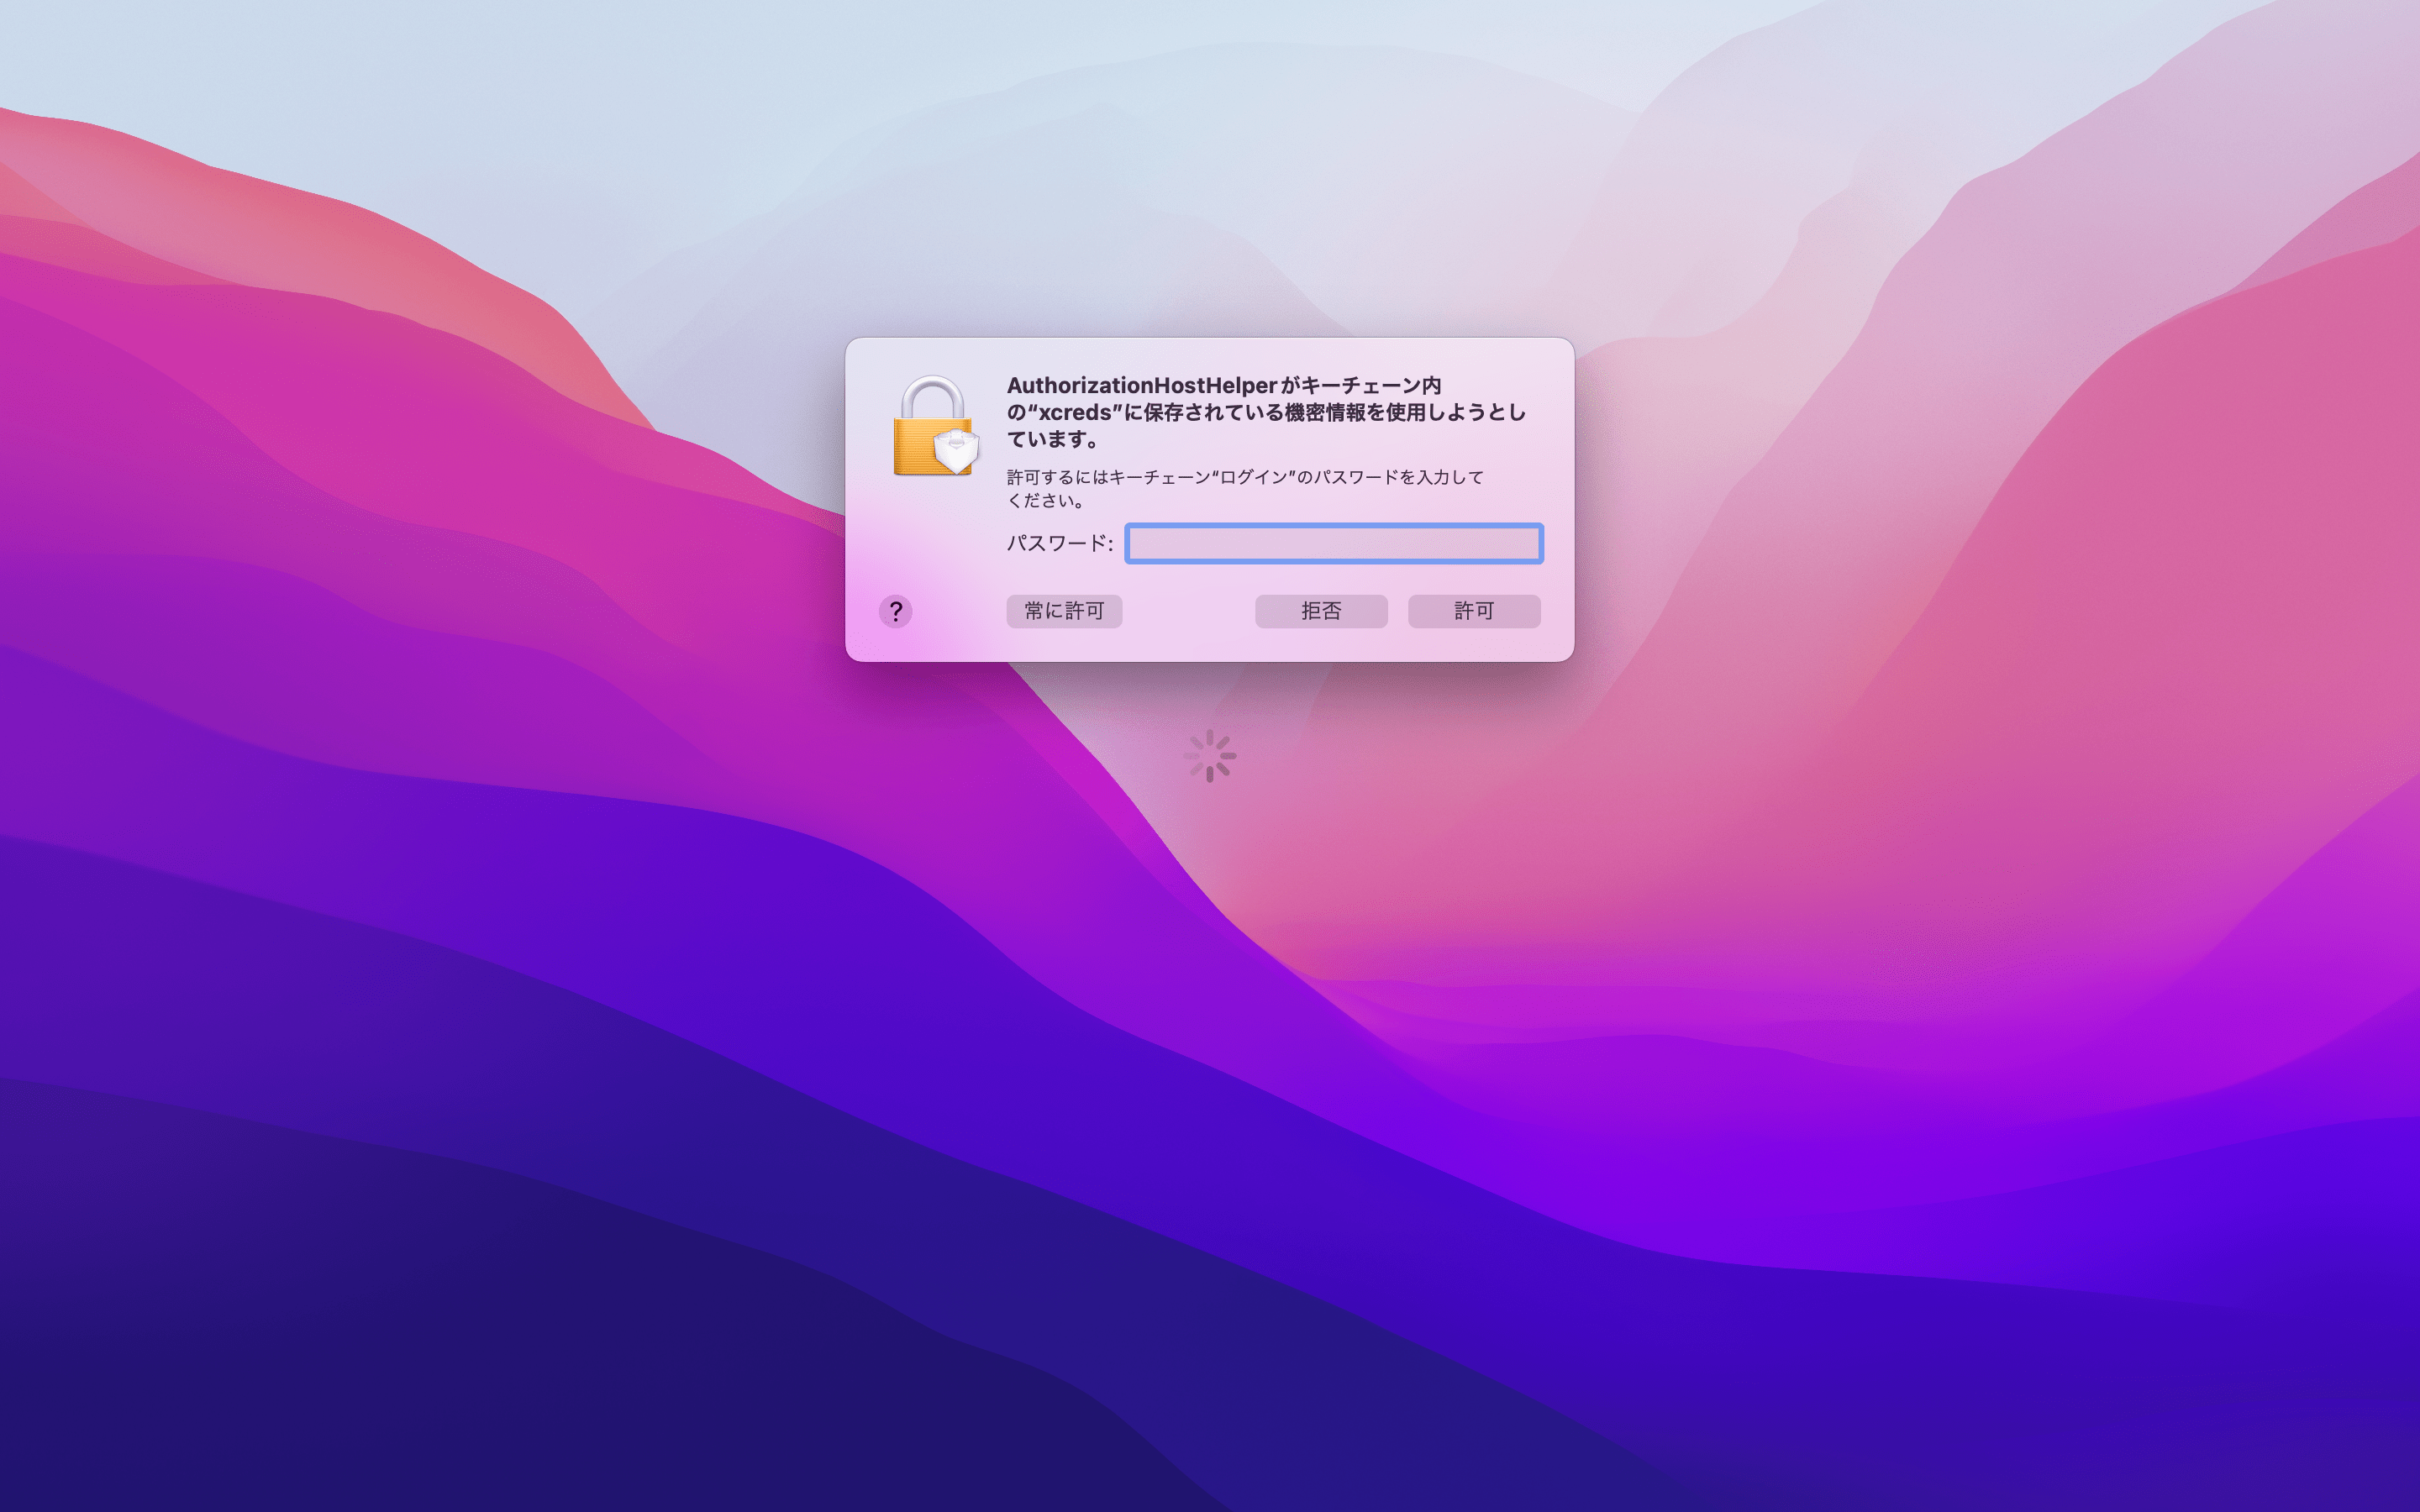 AuthorizationHostHelperがキーチェーン内
の“xcreds”に保存されている機密情報を使用しようとし
ています。
許可するにはキーチェーン“ログイン”のパスワードを入力して
ください。
パスワード:
?
常に許可
拒否
許可